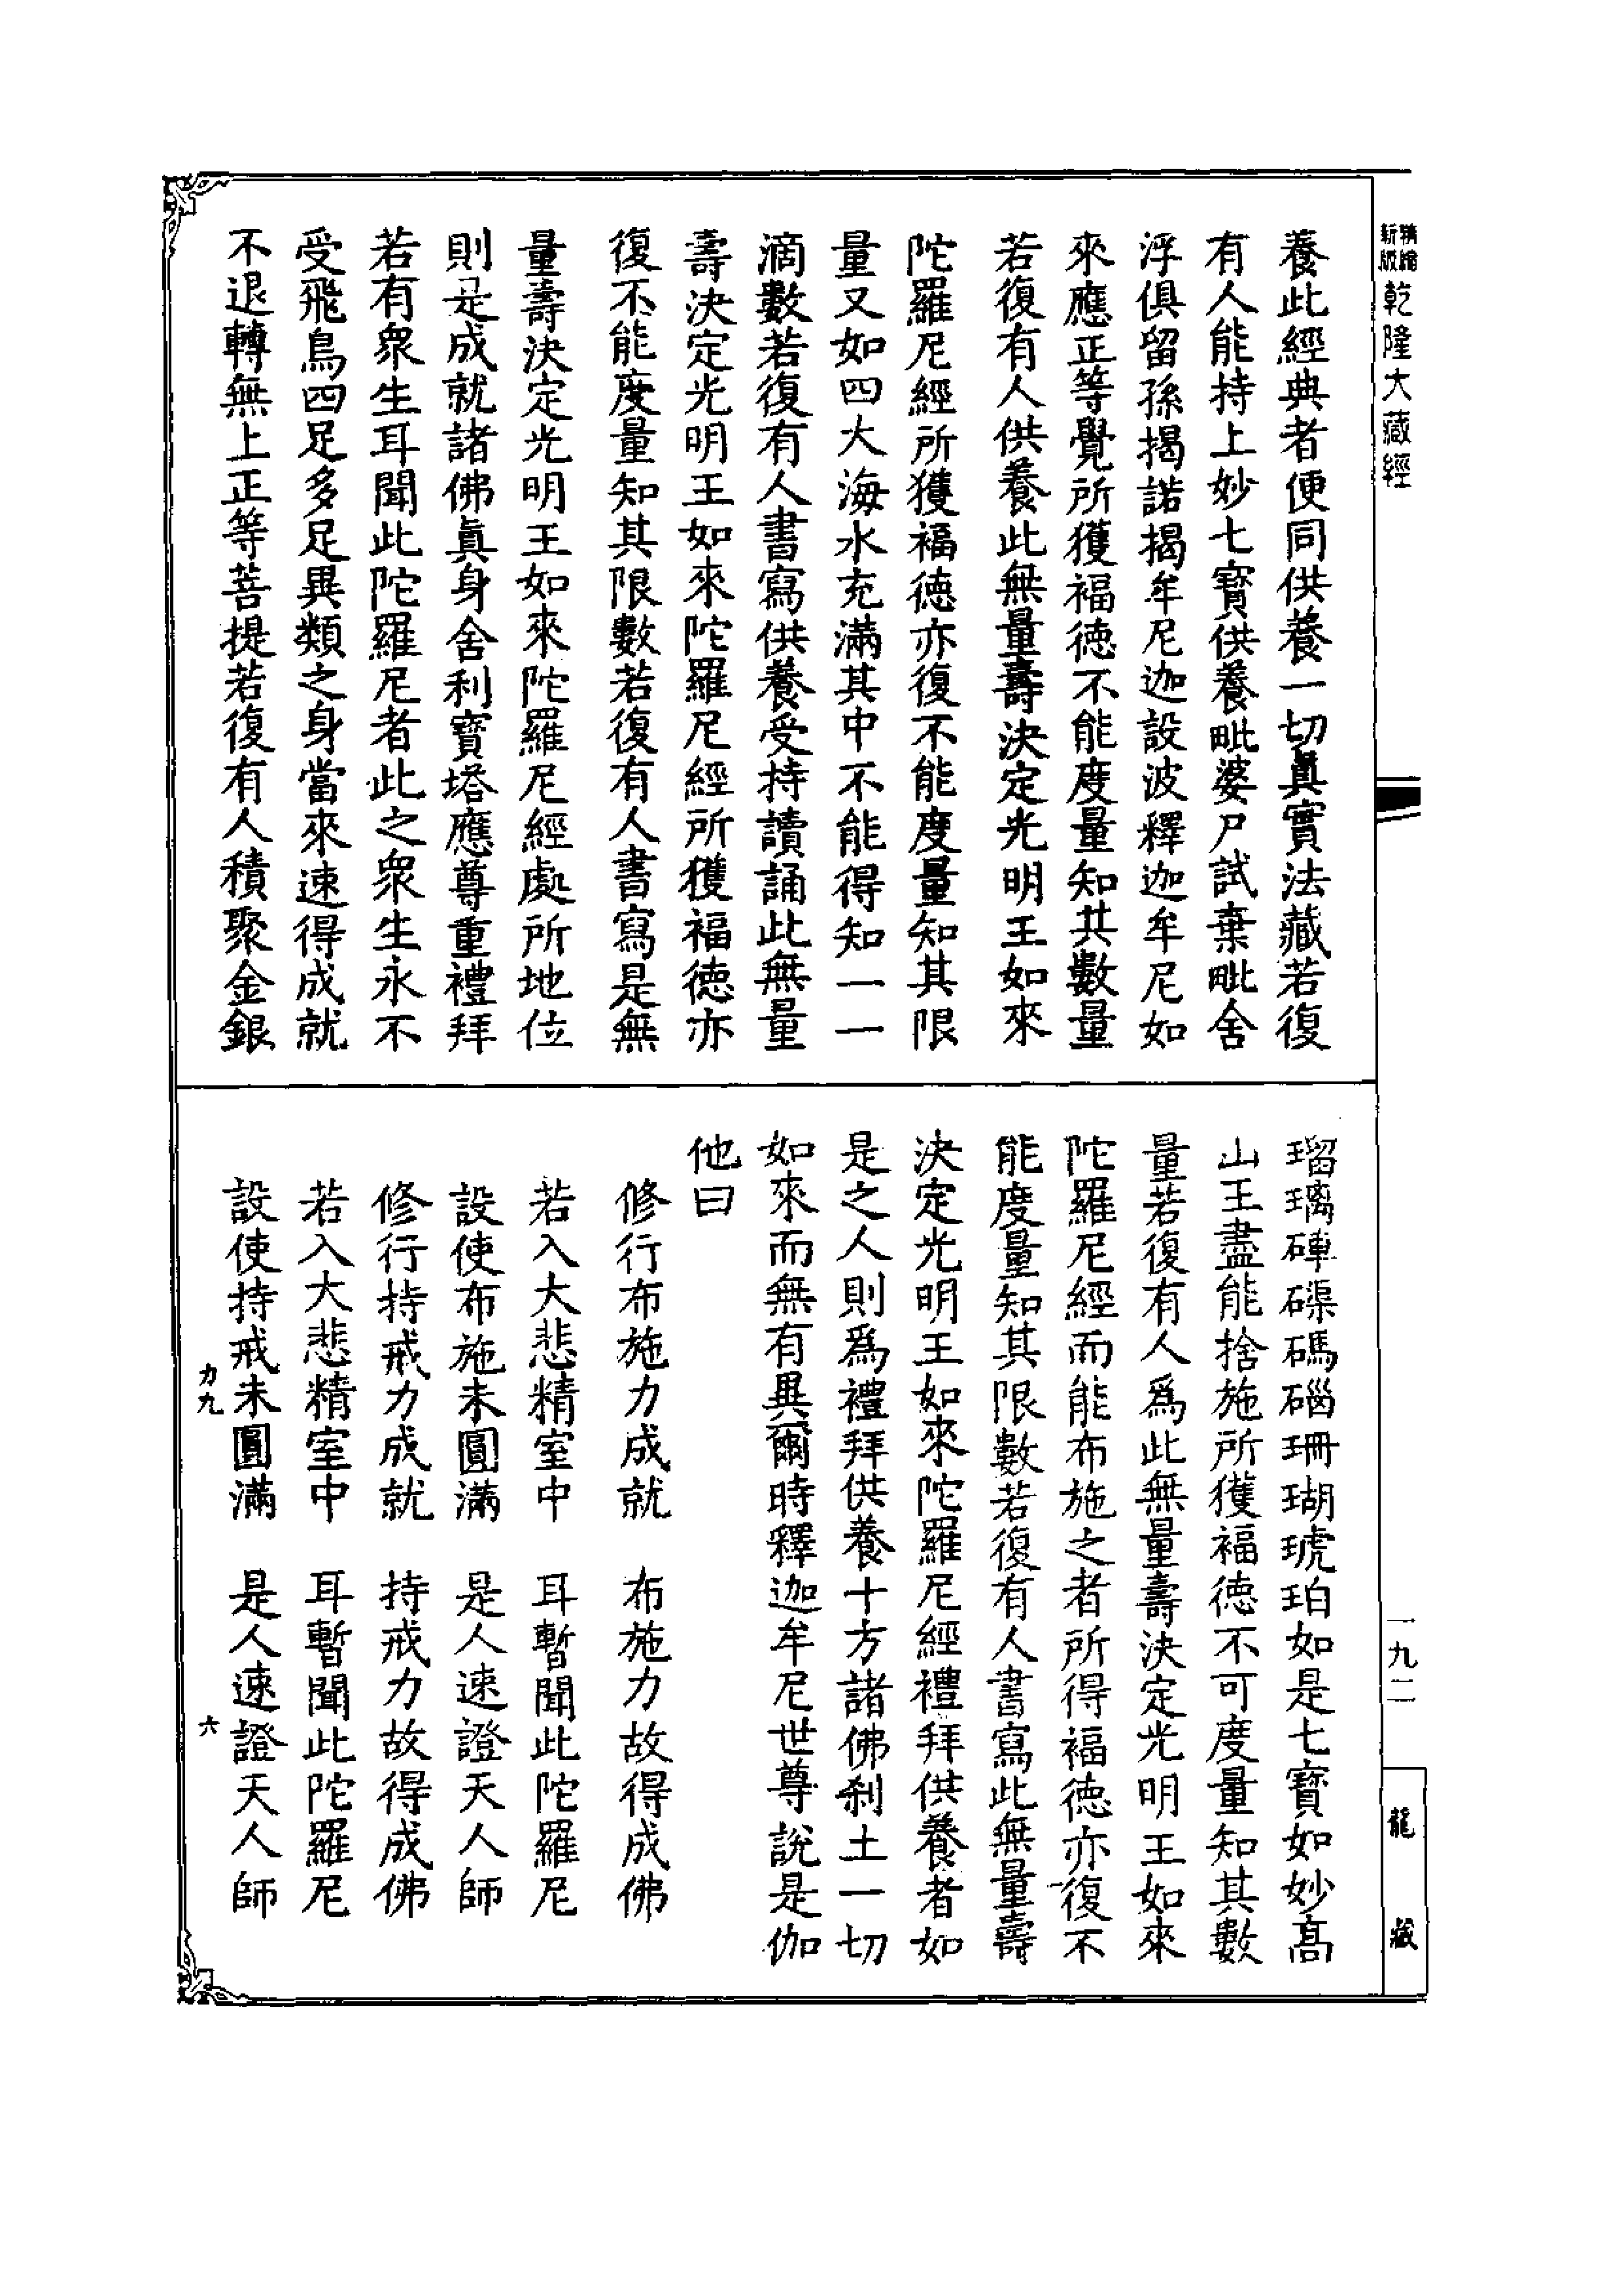 新版精縮乾隆大藏經
養此經典者便同供養一切眞實法藏若復
有人能持上妙七寳供養毗婆尸試棄毗舍
浮俱留孫揭諾揭牟尼迦設波釋迦牟尼如
來應正等覺所獲福德不能度量知其數量
若復有人供養此無量壽決定光明王如來
陀羅尼經所獲福德亦復不能度量知其限
量又如四大海水充滿其中不能得知一一
滴數若復有人書寫供養受持讀誦此無量
壽決定光明王如來陀羅尼經所獲福德亦
復不能度量知其限數若復有人書寫是無
量壽決定光明王如來陀羅尼經處所地位
則是成就諸佛眞身舍利寳塔應尊重禮拜
若有衆生耳聞此陀羅尼者此之衆生永不
受飛鳥四足多足異類之身當來速得成就
不退轉無上正等菩提若復有人積聚金銀
瑠璃硨磲碼碯珊瑚琥珀如是七寳如妙髙
山王盡能捨施所獲福德不可度量知其數
量若復有人爲此無量壽決定光明王如來
陀羅尼經而能布施之者所得福德亦復不
能度量知其限數若復有人書寫此無量壽
決定光明王如來陀羅尼經禮拜供養者如
是之人則爲禮拜供養十方諸佛刹土一切
如來而無有異爾時釋迦牟尼世尊說是伽
他曰
修行布施力成就　布施力故得成佛
若入大悲精室中　耳暫聞此陀羅尼
設使布施未圓滿　是人速證天人師
修行持戒力成就　持戒力故得成佛
若入大悲精室中　耳暫聞此陀羅尼
設使持戒未圓滿　是人速證天人師
力九　六
一九二
龍藏